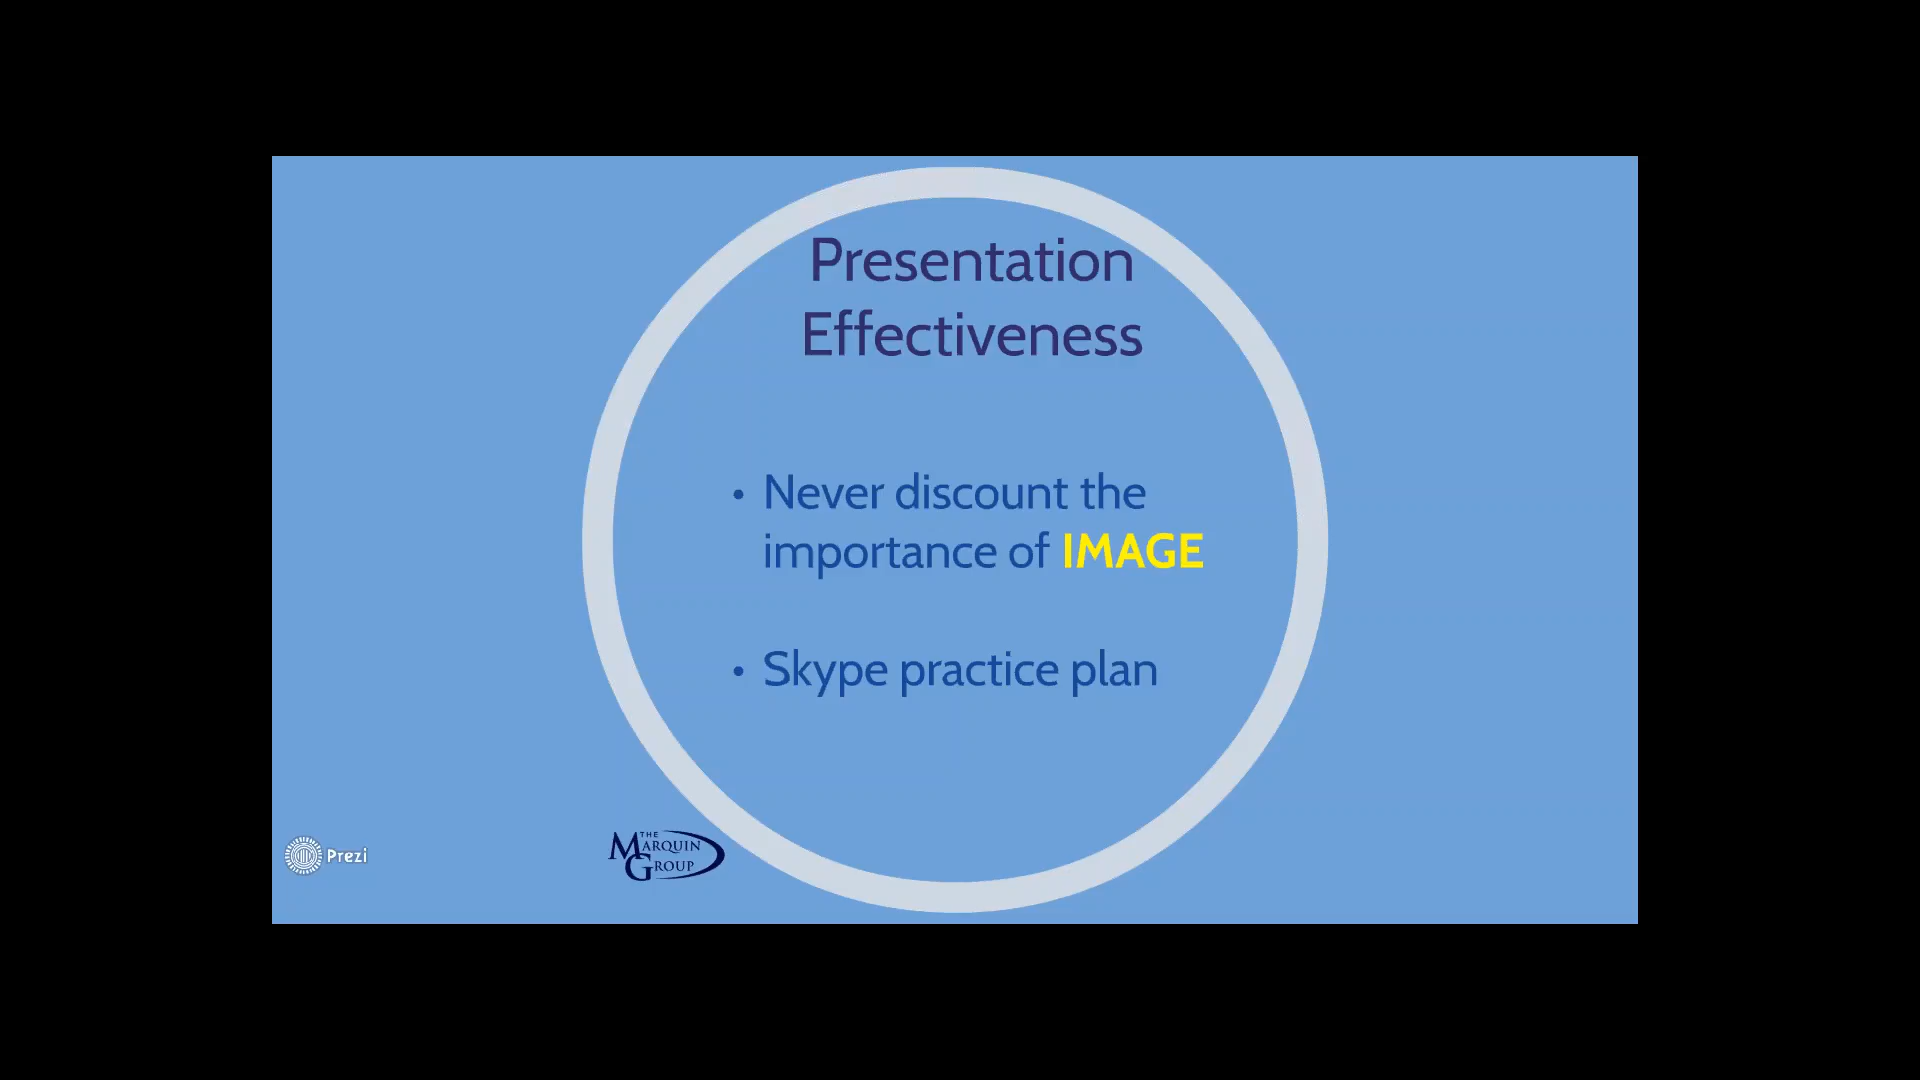 Presentation
Effectiveness
• Never discount the
importance of IMAGE
• Skype practice plan
Prezi
THE
MARQUIN
GROUP